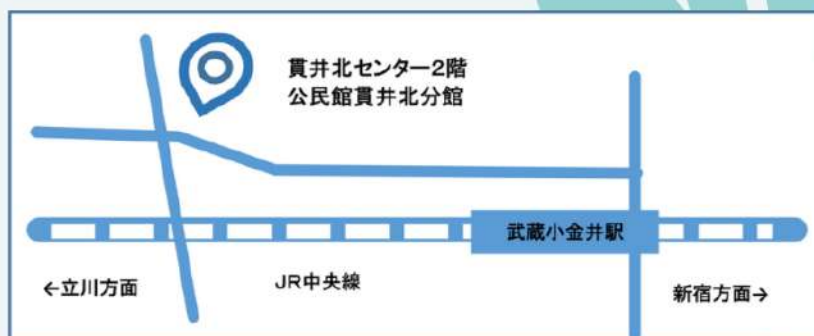 貫井北センター2階
公民館貫井北分館
武蔵小金井駅
←立川方面
JR中央線
新宿方面→